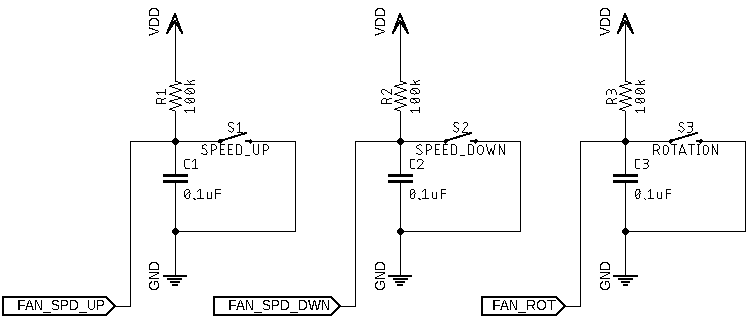 VDD
VDD
VDD
R1
100k
R2
100k
R3
100k
S1
SPEED_UP
S2
SPEED_DOWN
S3
ROTATION
C1
0.1uF
C2
0.1uF
C3
0.1uF
GND
GND
GND
FAN_SPD_UP
FAN_SPD_DWN
FAN_ROT